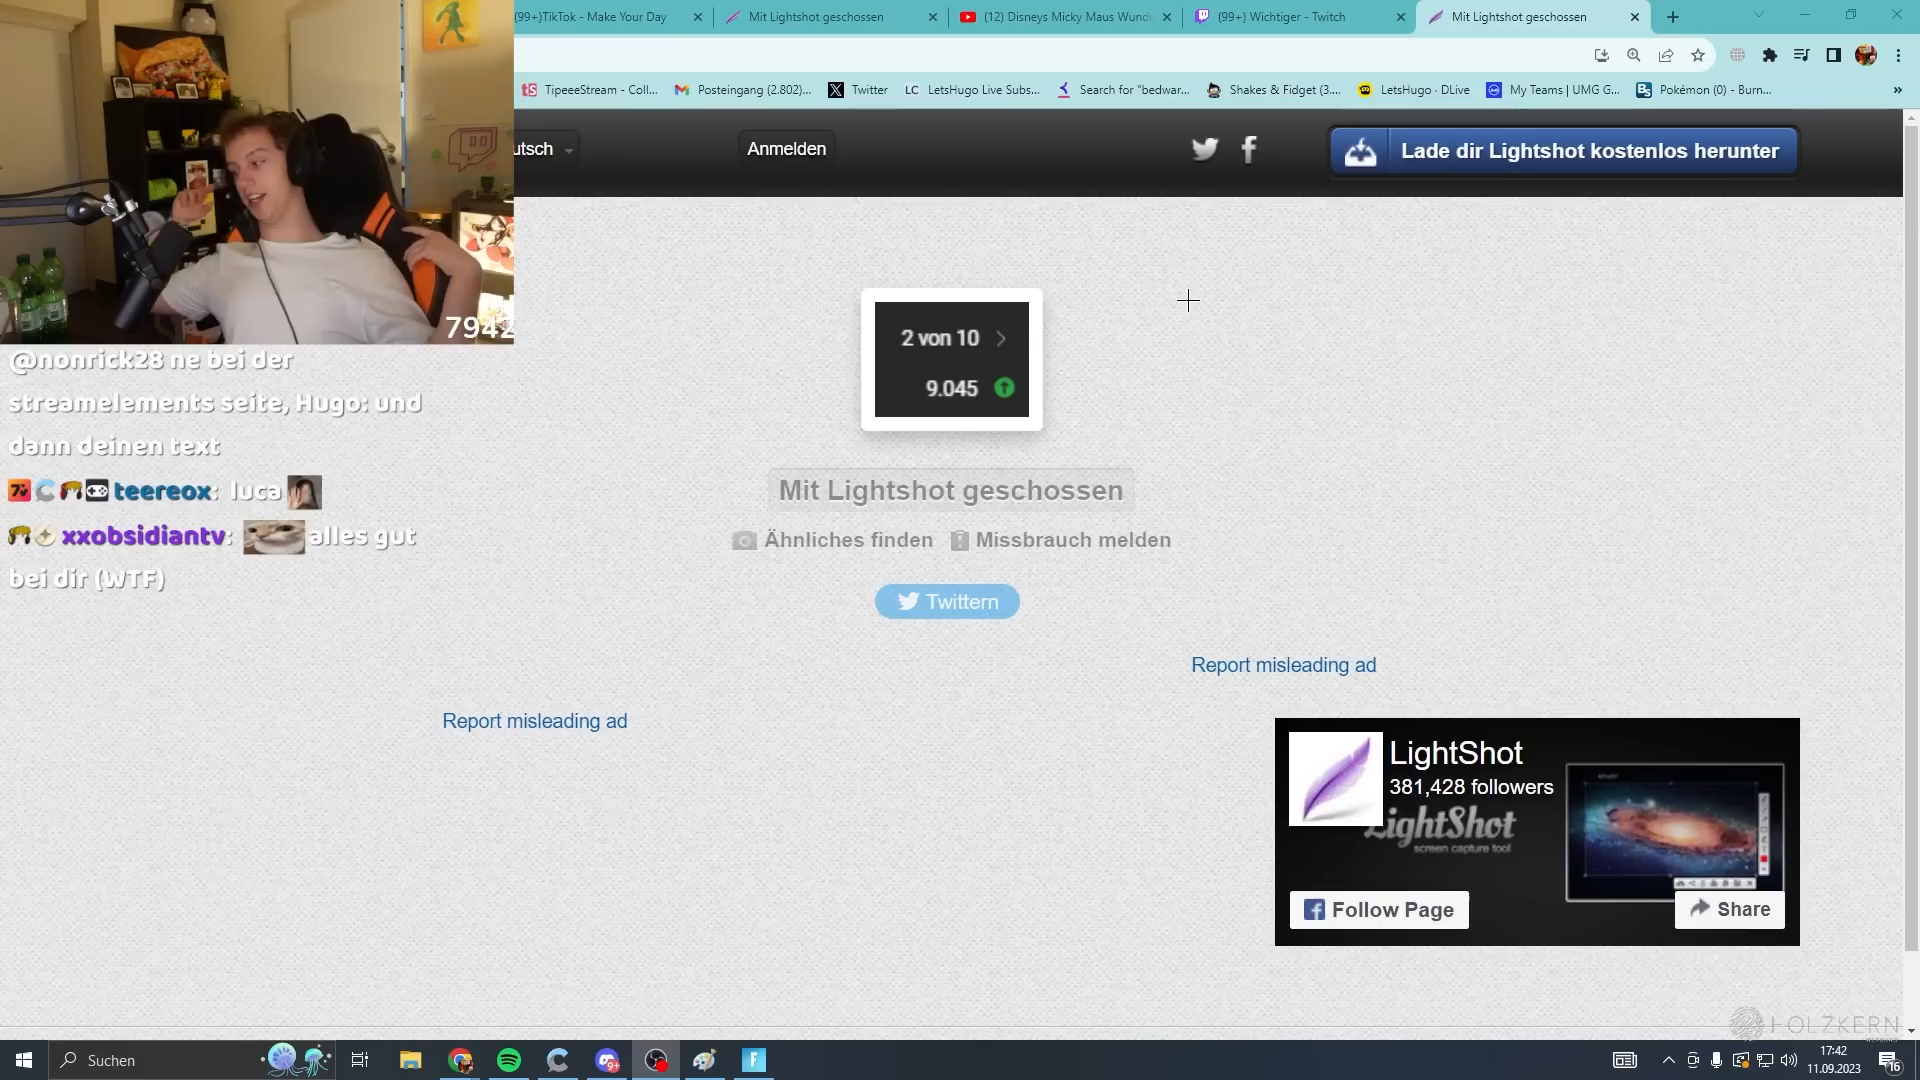 (99+)TikTok - Make Your Day
Mit Lightshot geschossen
(12) Disneys Micky Maus Wund
(99+) Wichtiger - Twitch
Mit Lightshot geschossen
TipeeeStream - Coll...
Posteingang (2.802)...
Twitter
LC LetsHugo Live Subs...
Search for "bedwar...
Shakes & Fidget (3....
LetsHugo · DLive
My Teams | UMG G...
Pokémon (0) - Burn...
utsch
Anmelden
Lade dir Lightshot kostenlos herunter
7942
2 von 10
9.045
@nonrick28 ne bei der
streamelements seite, Hugo: und
dann deinen text
teereox: luca
xxobsidiantv: alles gut
bei dir (WTF)
Mit Lightshot geschossen
Ähnliches finden
Missbrauch melden
Twittern
Report misleading ad
Report misleading ad
LightShot
381,428 followers
LightShot
screen capture tool
Follow Page
Share
HOLZKERN
Suchen
9+
17:42
11.09.2023
16